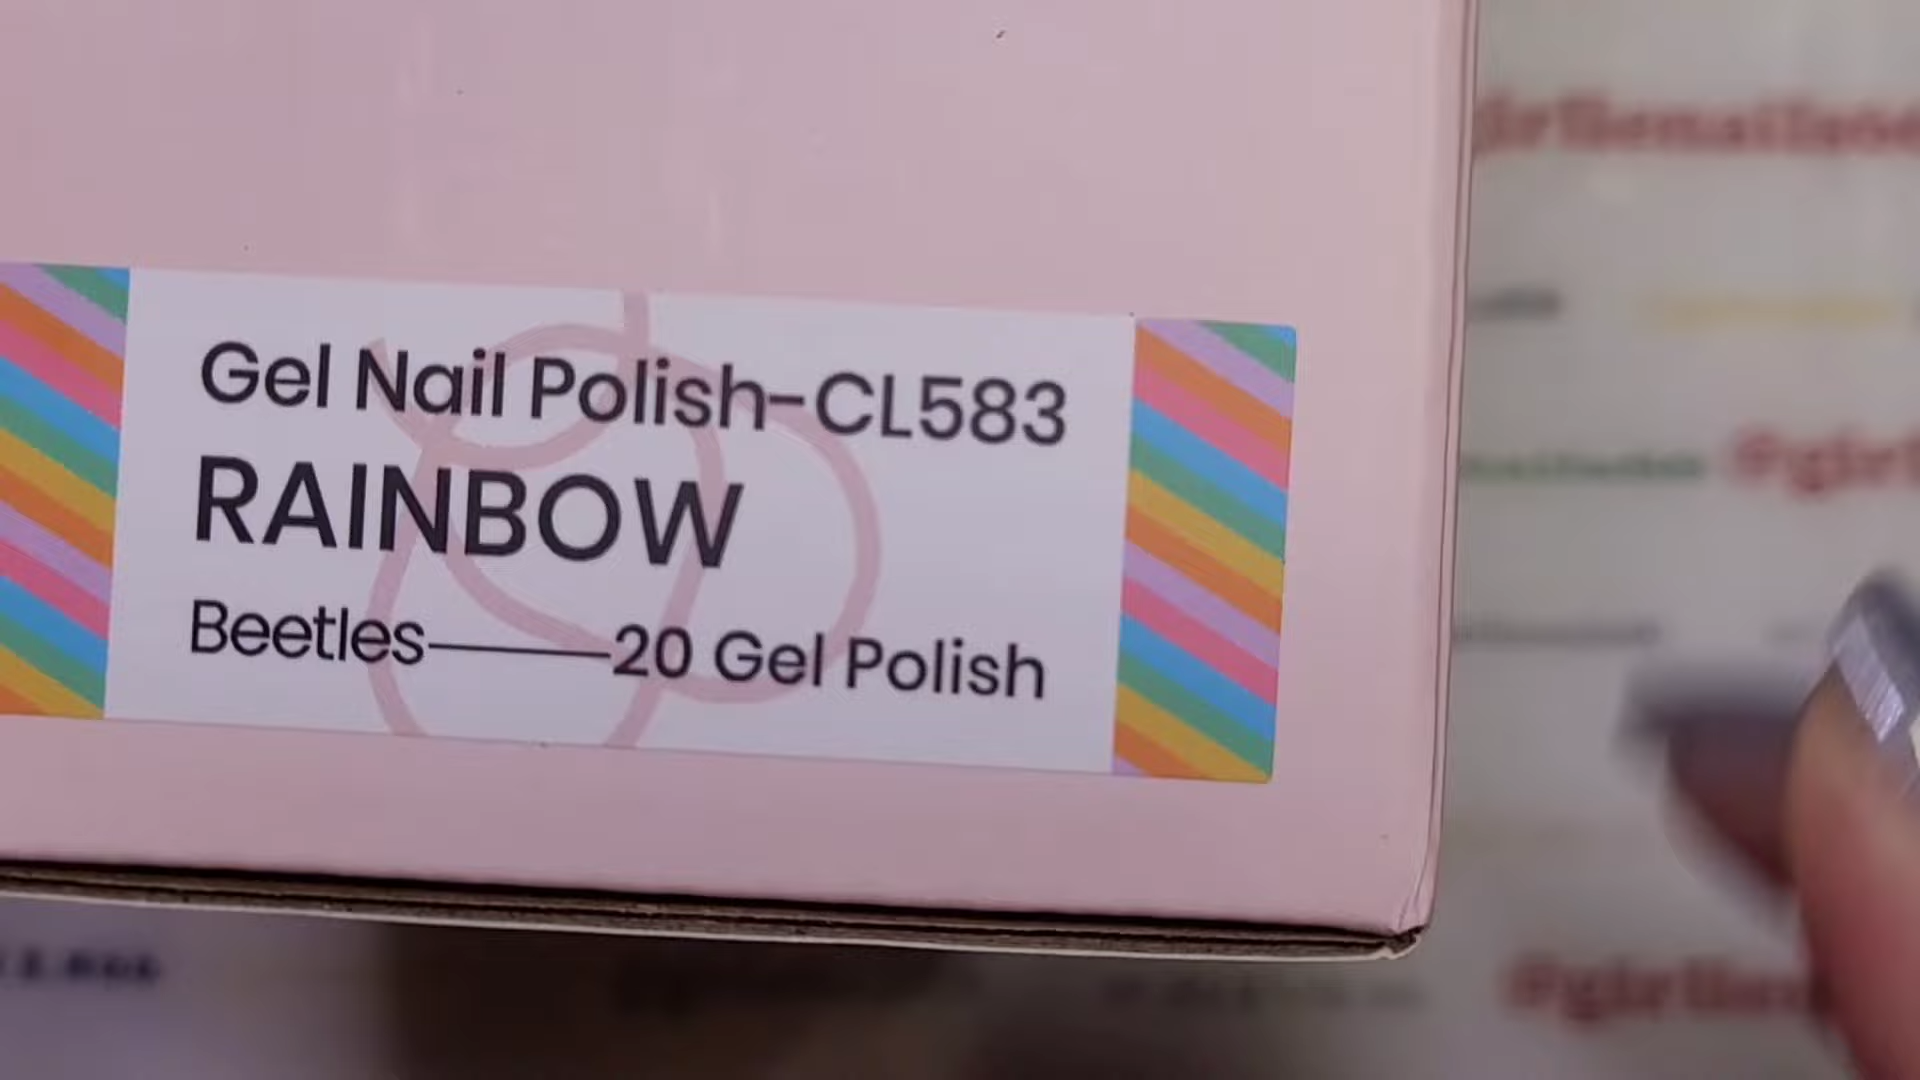 Gel Nail Polish-CL583
RAINBOW
Beetles——20 Gel Polish